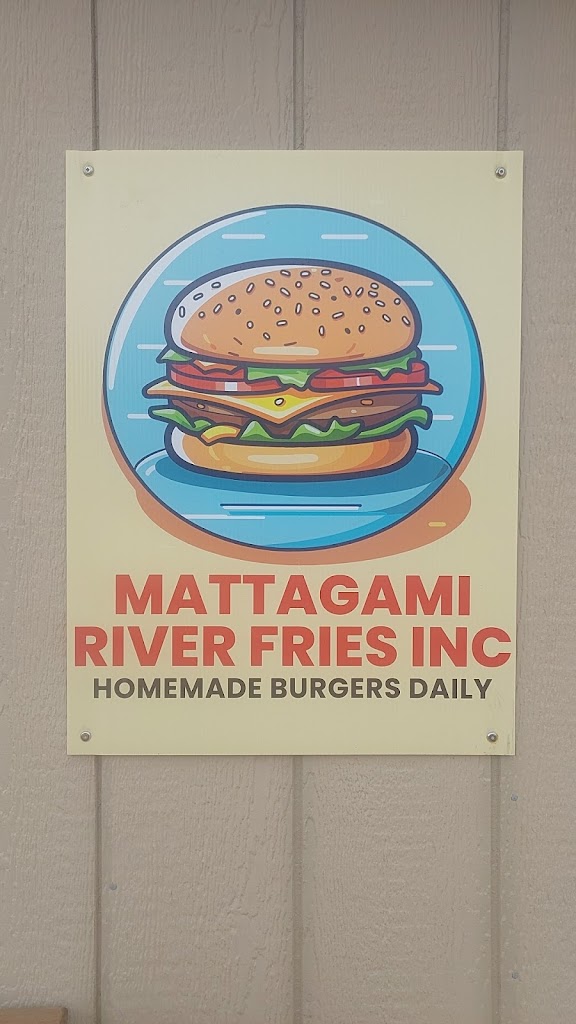 MATTAGAMI
RIVER FRIES INC
HOMEMADE BURGERS DAILY